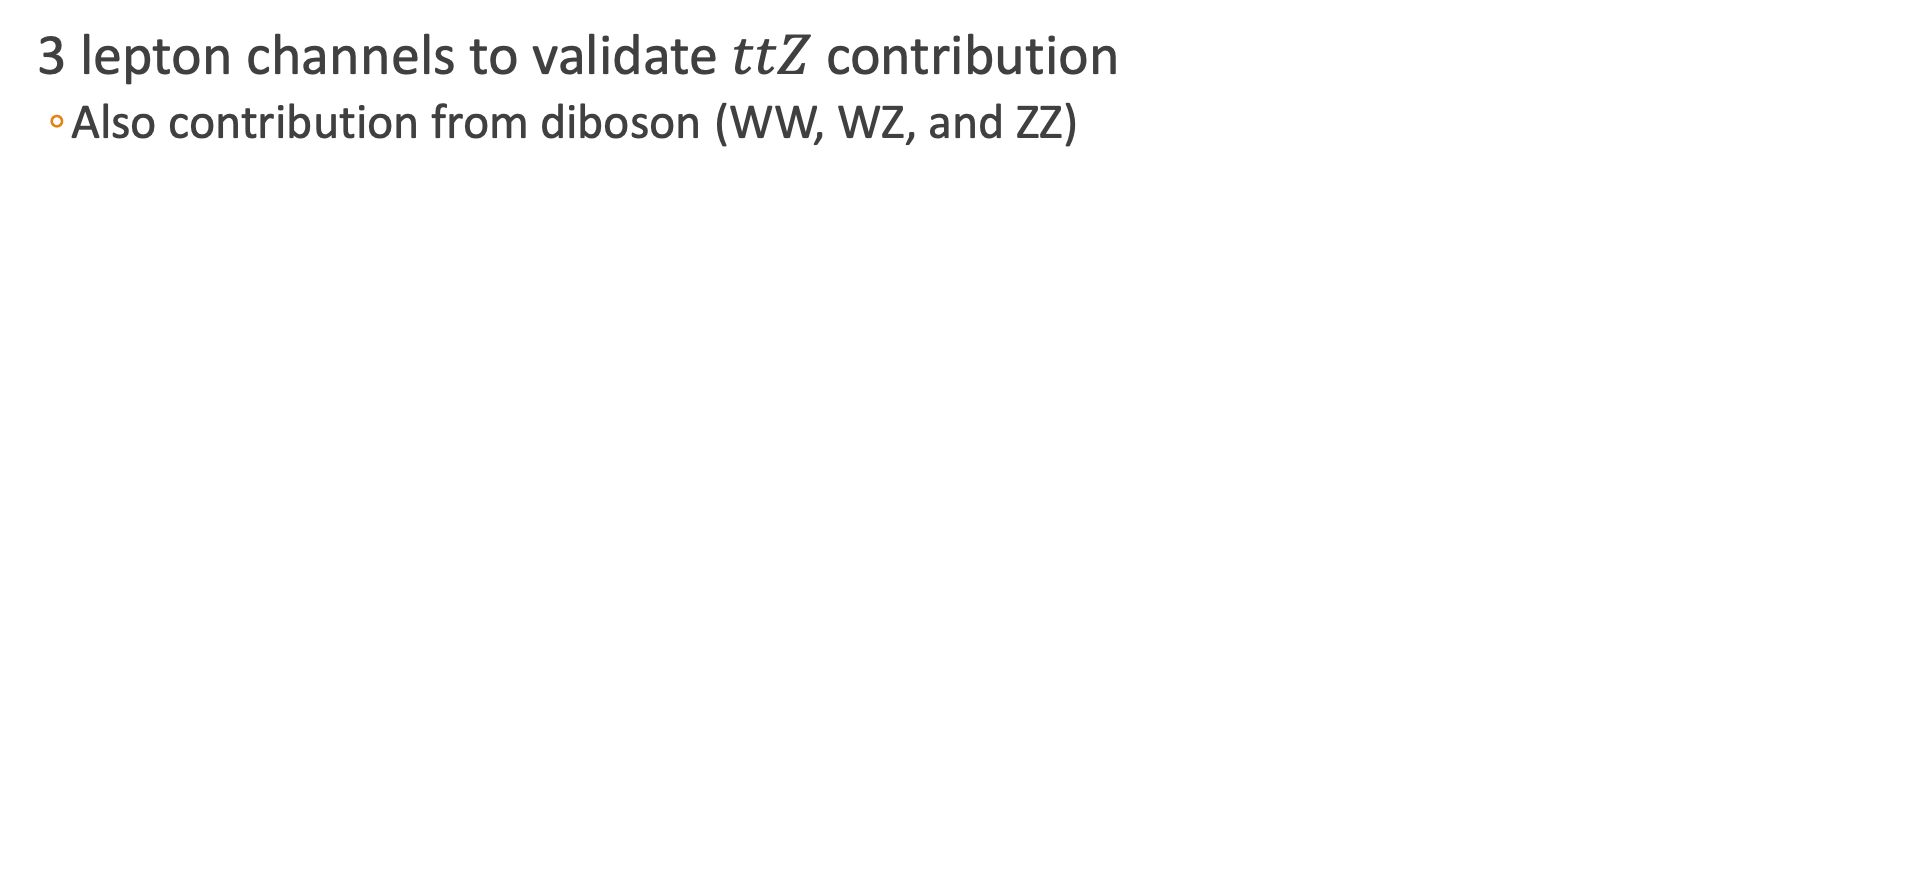 3 lepton channels to validate ttZ contribution
◦Also contribution from diboson (WW, WZ, and ZZ)